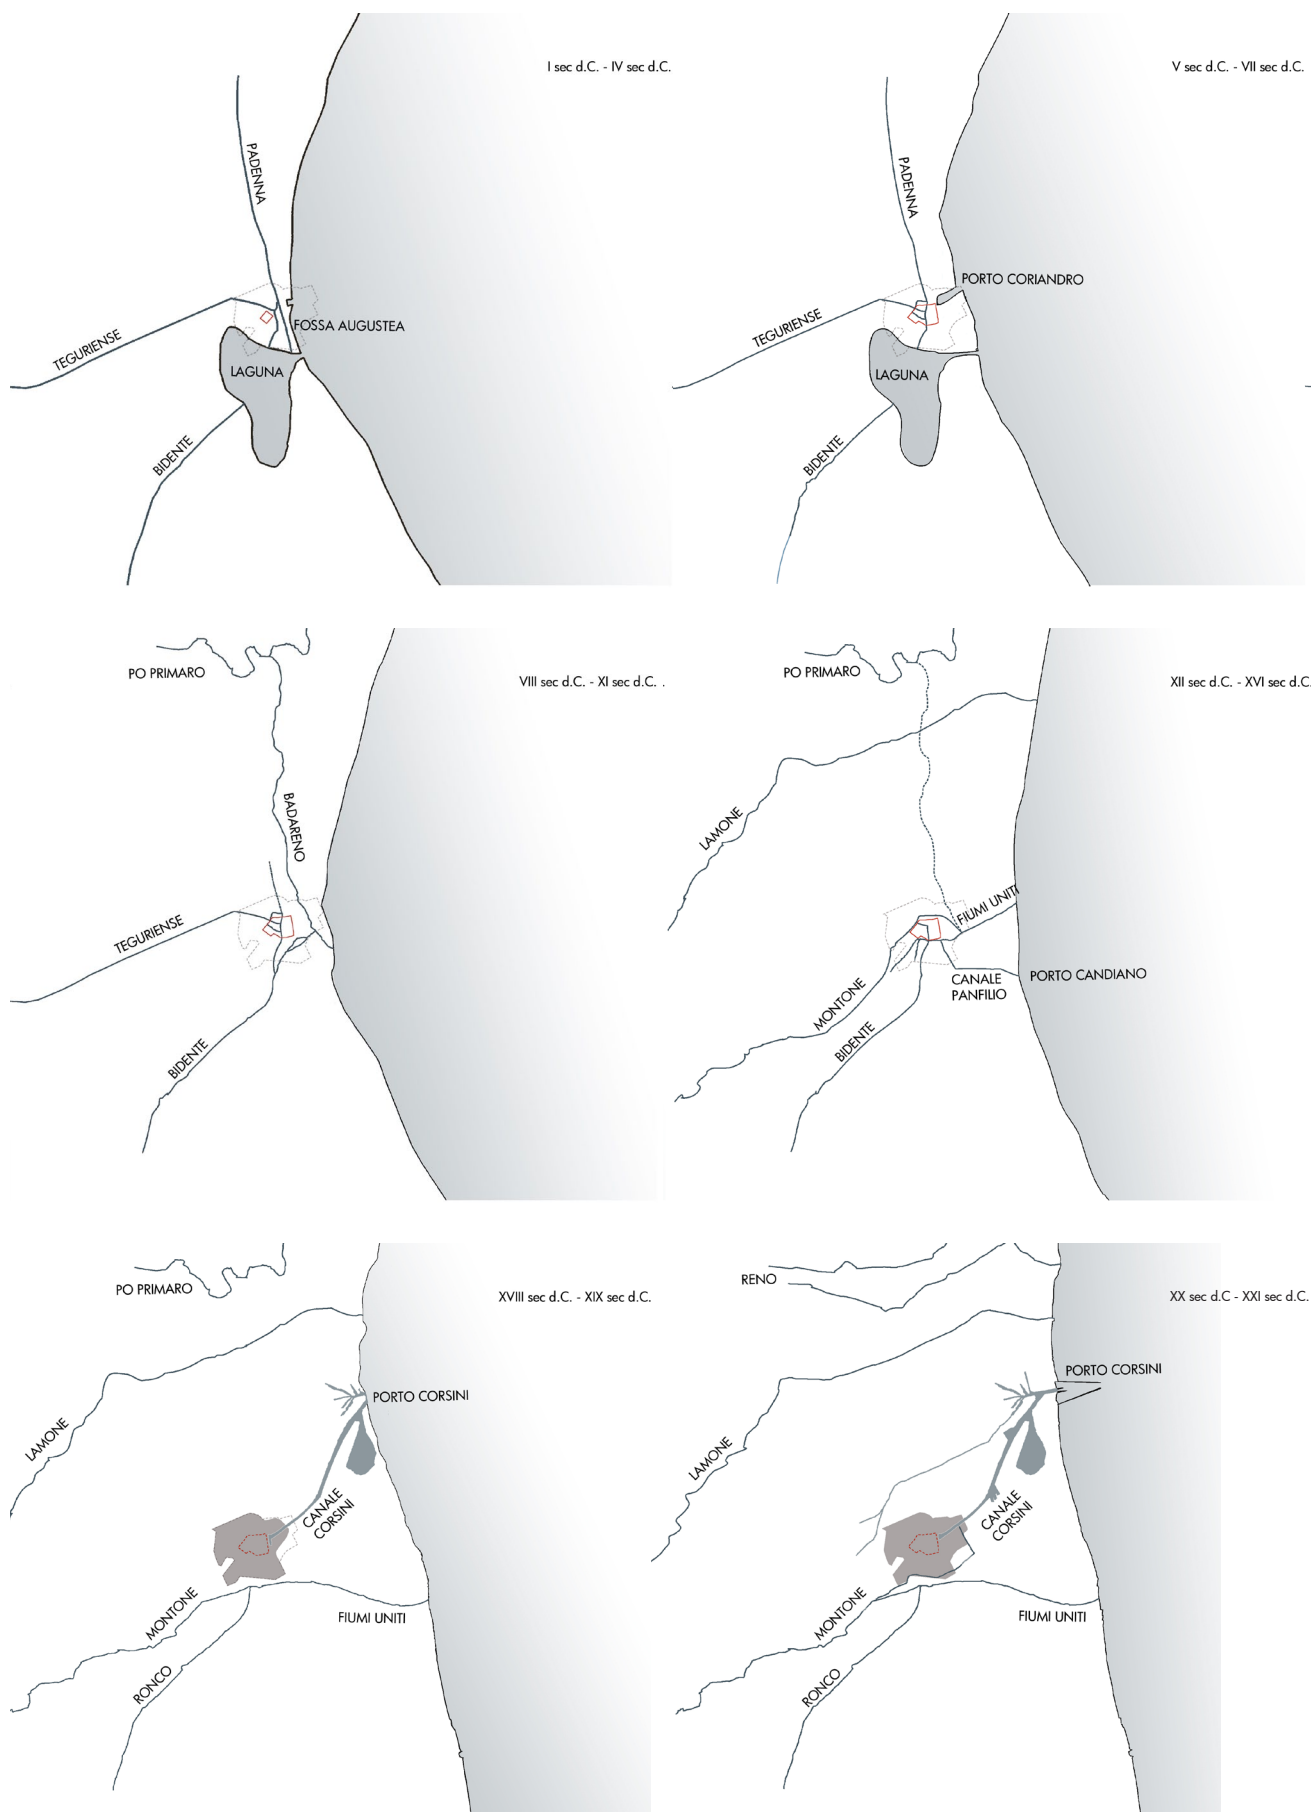 I sec d.C. - IV sec d.C.
PADENNA
FOSSA AUGUSTEA
TEGURIENSE
LAGUNA
BIDENTE
V sec d.C. - VII sec d.C.
PADENNA
PORTO CORIANDRO
TEGURIENSE
LAGUNA
BIDENTE
PO PRIMARO
VIII sec d.C. - XI sec d.C. .
BADARENO
TEGURIENSE
BIDENTE
PO PRIMARO
XII sec d.C. - XVI sec d.C.
LAMONE
FIUMI UNITI
PORTO CANDIANO
CANALE
PANFILIO
MONTONE
BIDENTE
PO PRIMARO
XVIII sec d.C. - XIX sec d.C.
PORTO CORSINI
LAMONE
CANALE
CORSINI
MONTONE
FIUMI UNITI
RONCO
RENO
XX sec d.C - XXI sec d.C.
PORTO CORSINI
LAMONE
CANALE
CORSINI
MONTONE
FIUMI UNITI
RONCO